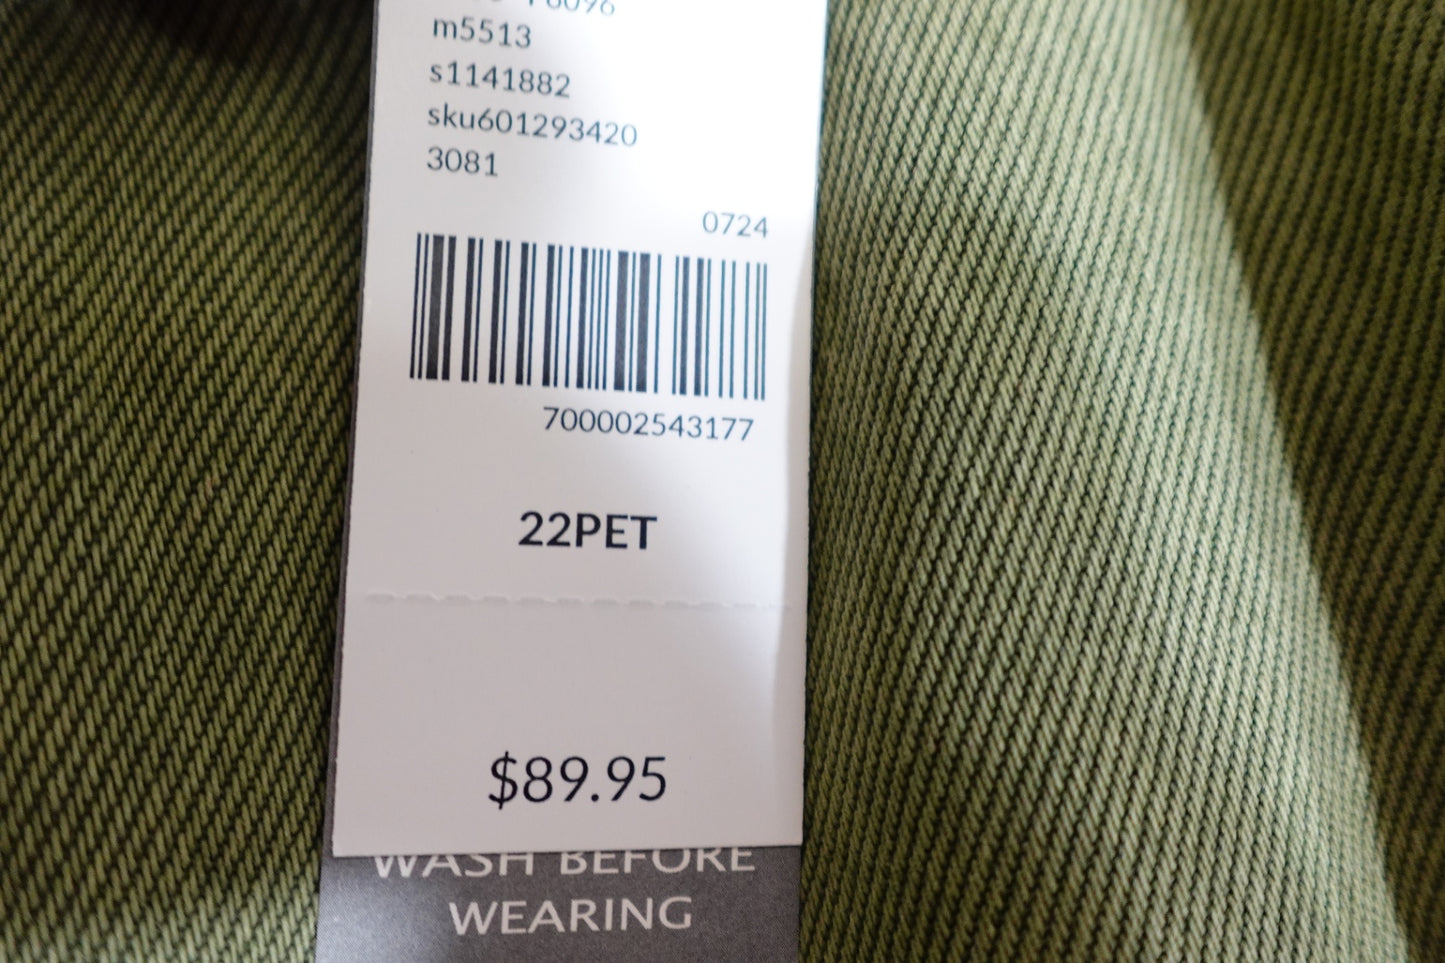 m5513
s1141882
sku601293420
3081
0724
700002543177
22PET
$89.95
WASH BEFORE
WEARING